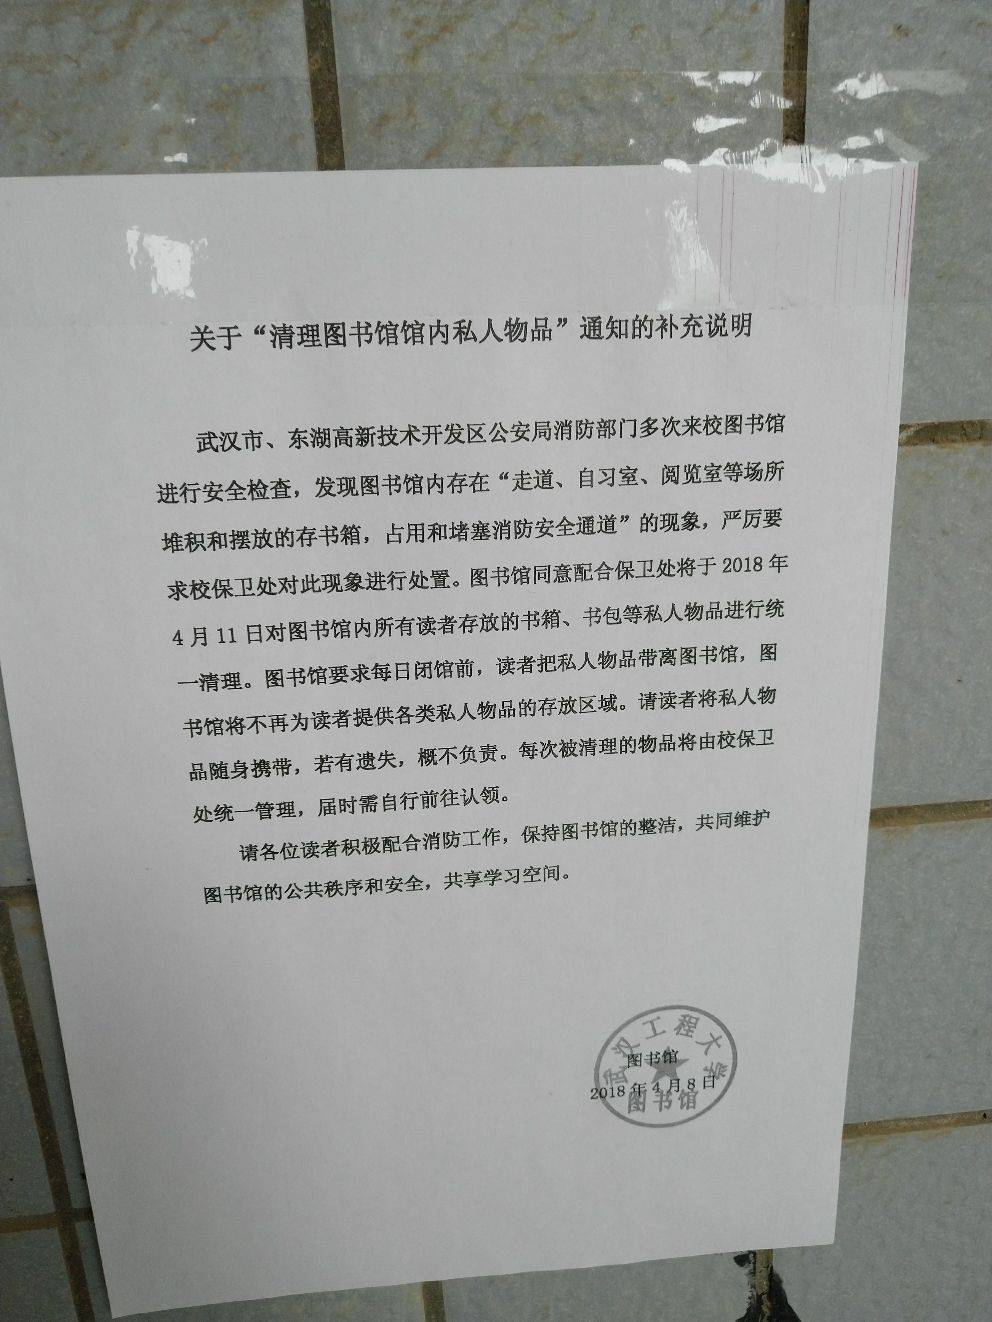 关于“清理图书馆馆内私人物品”通知的补充说明
武汉市、东湖高新技术开发区公安局消防部门多次来校图书馆
进行安全检查，发现图书馆内存在“走道、自习室、阅览室等场所
堆积和摆放的存书箱，占用和堵塞消防安全通道”的现象，严厉要
求校保卫处对此现象进行处置。图书馆同意配合保卫处将于 2018 年
4 月 11 日对图书馆内所有读者存放的书箱、书包等私人物品进行统
一清理。图书馆要求每日闭馆前，读者把私人物品带离图书馆，图
书馆将不再为读者提供各类私人物品的存放区域。请读者将私人物
品随身携带，若有遗失，概不负责。每次被清理的物品将由校保卫
处统一管理，届时需自行前往认领。
请各位读者积极配合消防工作，保持图书馆的整洁，共同维护
图书馆的公共秩序和安全，共享学习空间。
武汉工程大学
图书馆
2018 年 4 月 8 日
图书馆